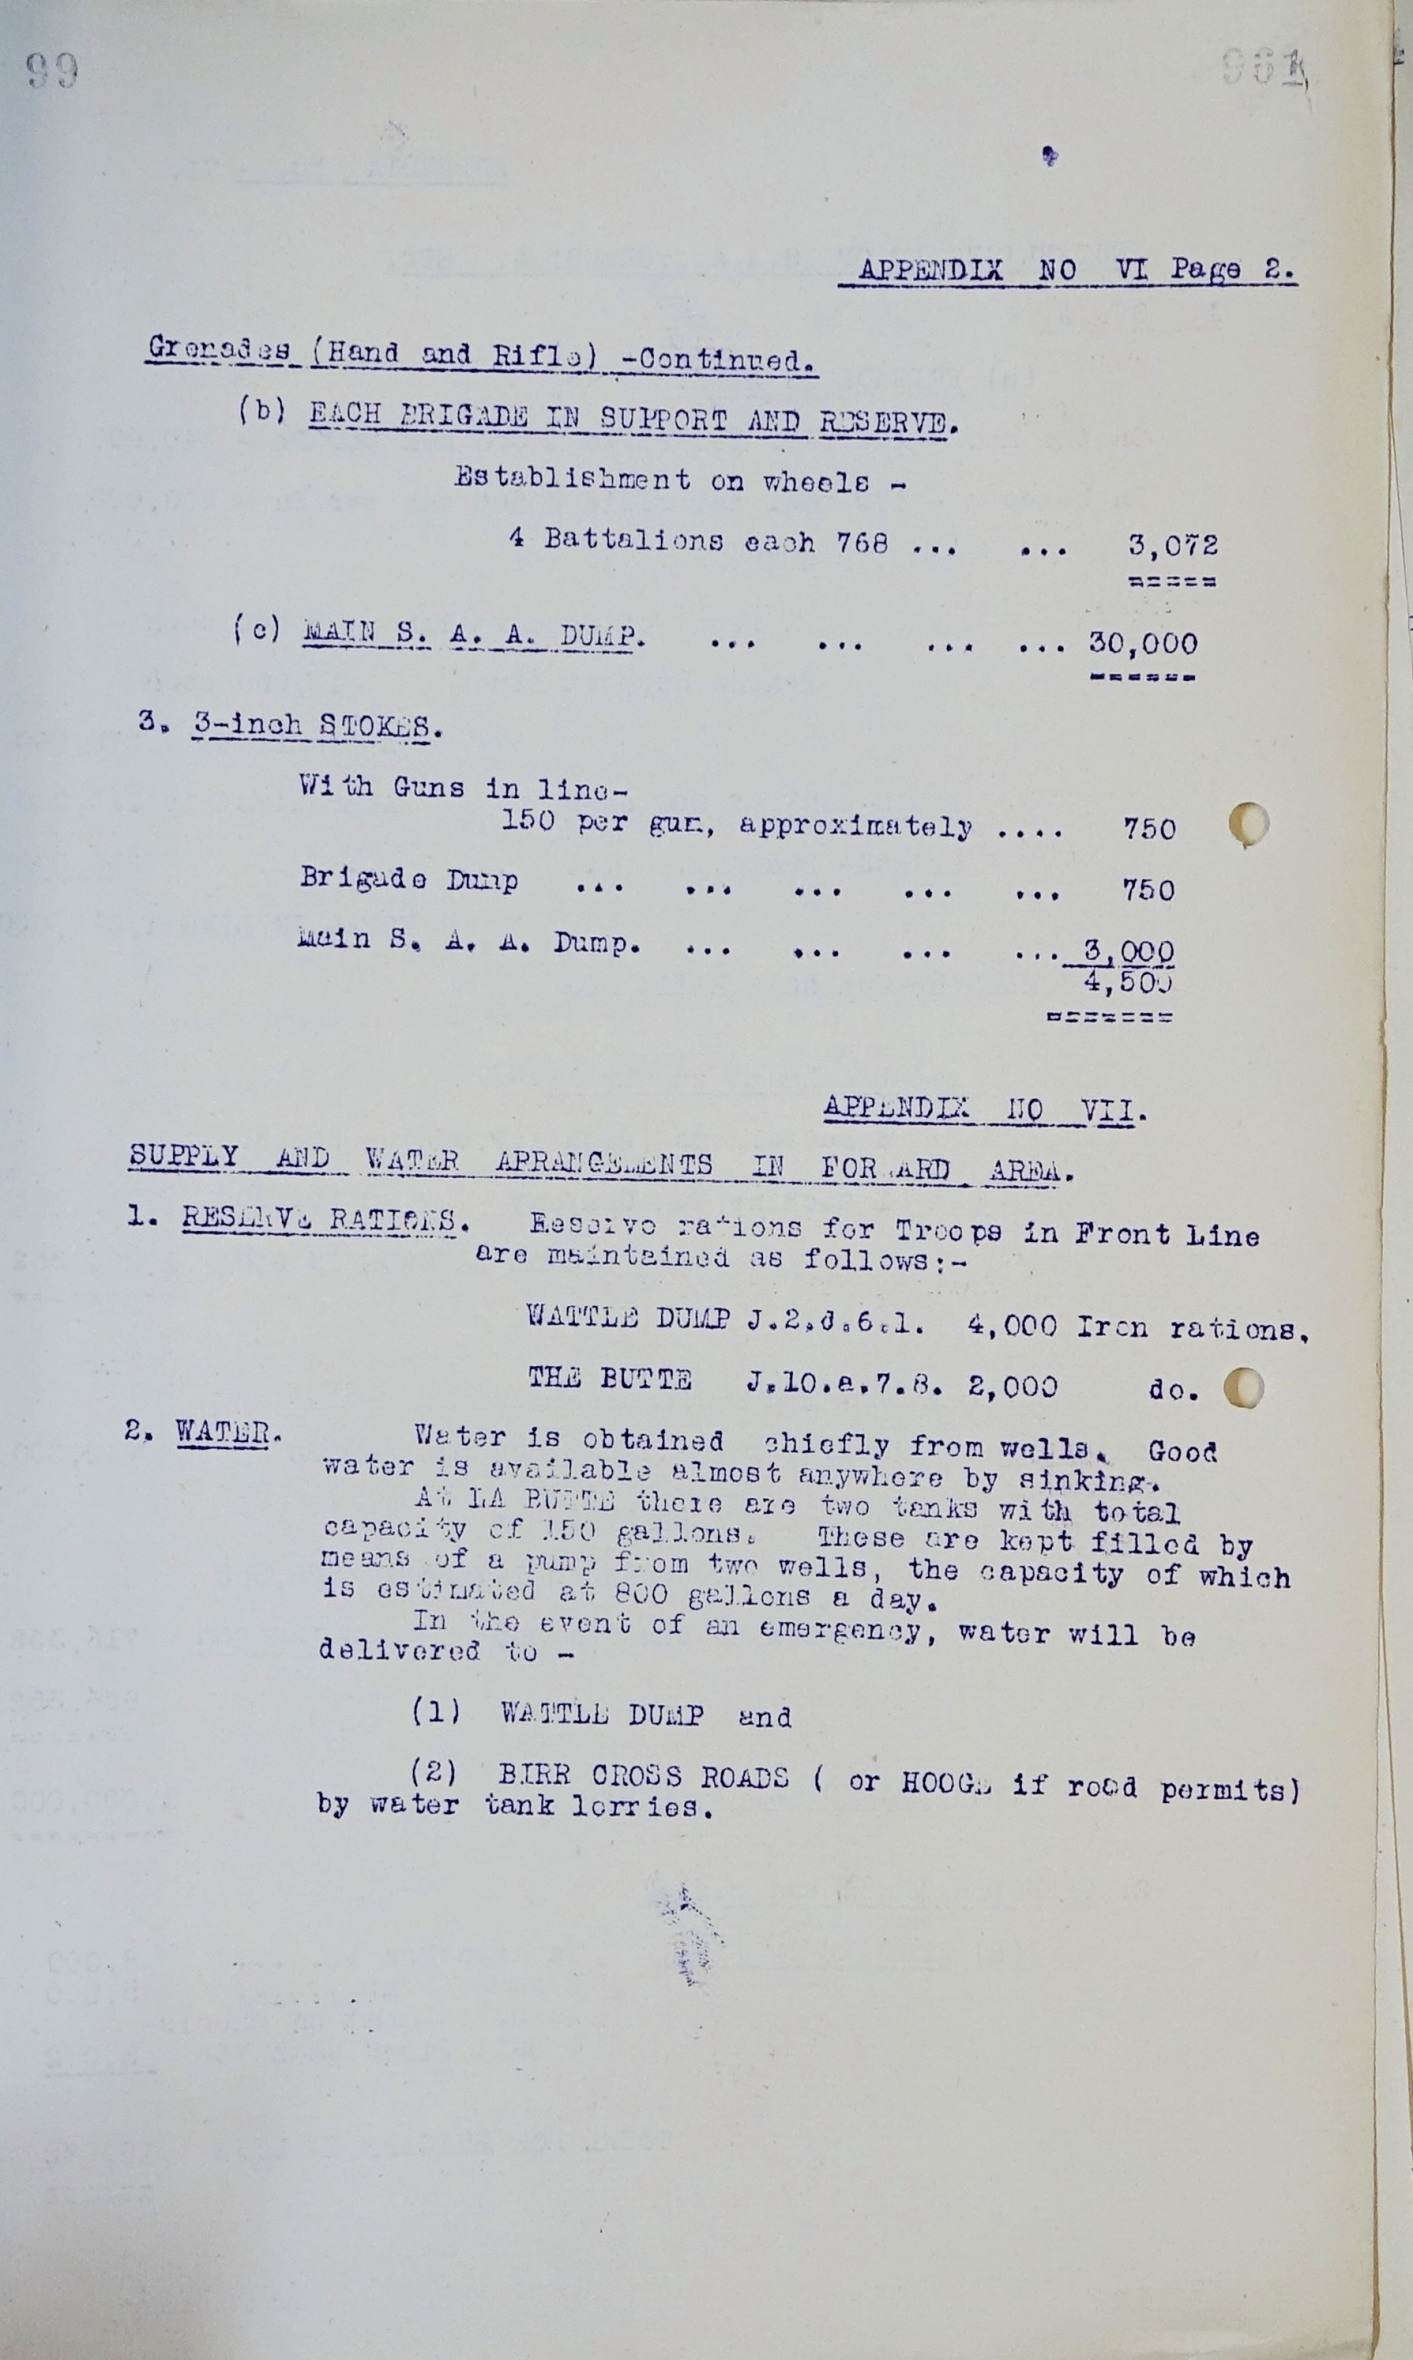 99
APPENDIX NO VI Page 2.
Grenades (Hand and Rifle) -Continued.
(b) EACH BRIGADE IN SUPPORT AND RESERVE.
Establishment on wheels -
4 Battalions each 768 ... ... 3,072
=====
(c) MAIN S. A. A. DUMP. ... ... ... ... 30,000
======
3. 3-inch STOKES.
With Guns in line-
150 per gun, approximately .... 750
Brigade Dump ... ... ... ... ... 750
Main S. A. A. Dump. ... ... ... ... 3,000
4,500
=======
APPENDIX NO VII.
SUPPLY AND WATER ARRANGEMENTS IN FORWARD AREA.
1. RESERVE RATIONS. Reserve rations for Troops in Front Line
are maintained as follows:-
WATTLE DUMP J.2.d.6.1. 4,000 Iron rations.
THE BUTTE J.10.a.7.8. 2,000 do.
2. WATER. Water is obtained chiefly from wells. Good
water is available almost anywhere by sinking.
At LA BUTTE there are two tanks with total
capacity of 150 gallons. These are kept filled by
means of a pump from two wells, the capacity of which
is estimated at 800 gallons a day.
In the event of an emergency, water will be
delivered to -
(1) WATTLE DUMP and
(2) BIRR CROSS ROADS ( or HOOGE if road permits)
by water tank lorries.